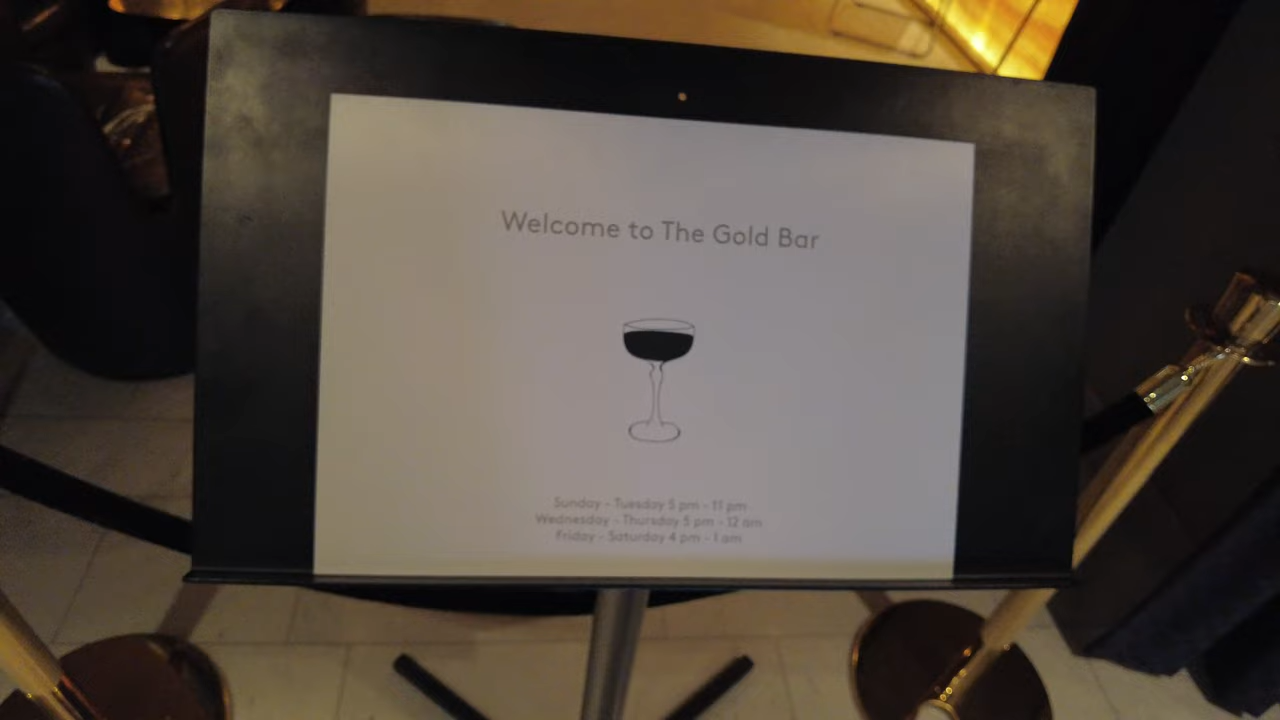 Welcome to The Gold Bar
Sunday - Tuesday 5 pm - 11 pm
Wednesday - Thursday 5 pm - 12 am
Friday - Saturday 4 pm - 1 am